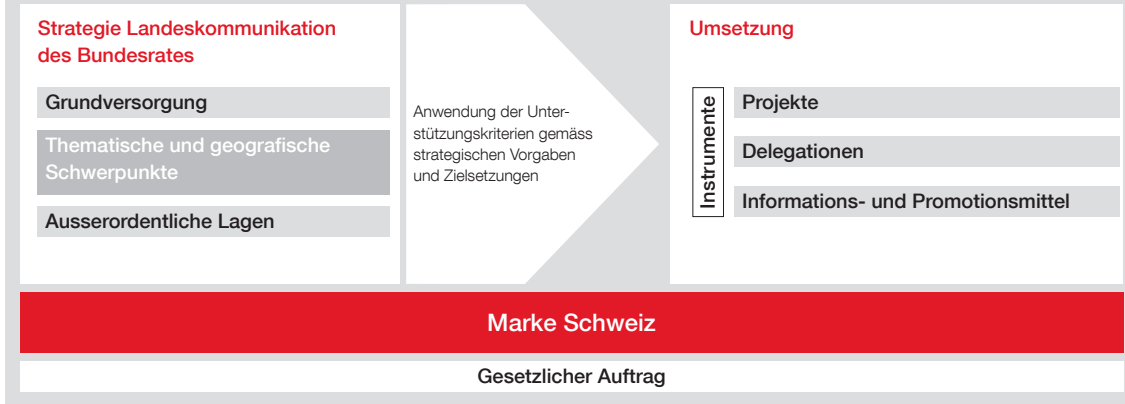 Strategie Landeskommunikation
des Bundesrates
Grundversorgung
Thematische und geografische
Schwerpunkte
Ausserordentliche Lagen
Anwendung der Unter-
stützungskriterien gemäss
strategischen Vorgaben
und Zielsetzungen
Umsetzung
Instrumente
Projekte
Delegationen
Informations- und Promotionsmittel
Marke Schweiz
Gesetzlicher Auftrag